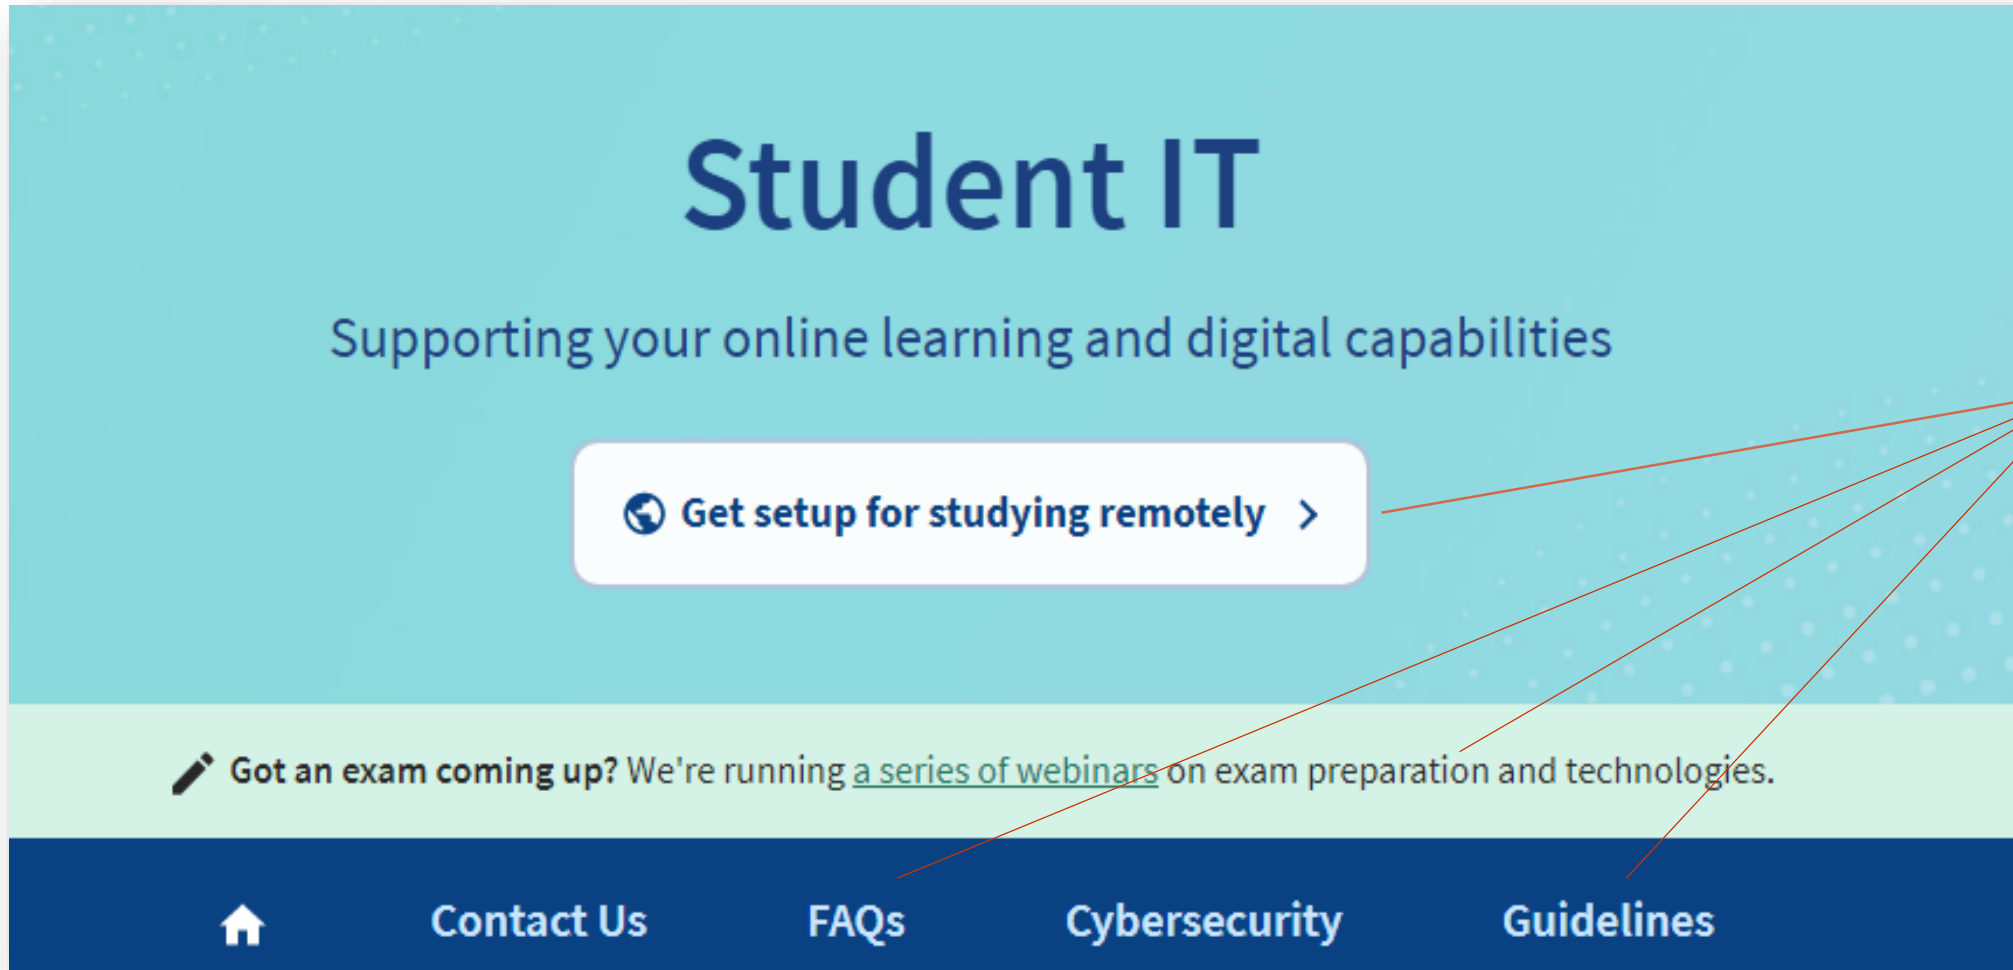 Student IT
Supporting your online learning and digital capabilities
Get setup for studying remotely
Got an exam coming up? We're running a series of webinars on exam preparation and technologies.
Contact Us FAQs Cybersecurity Guidelines